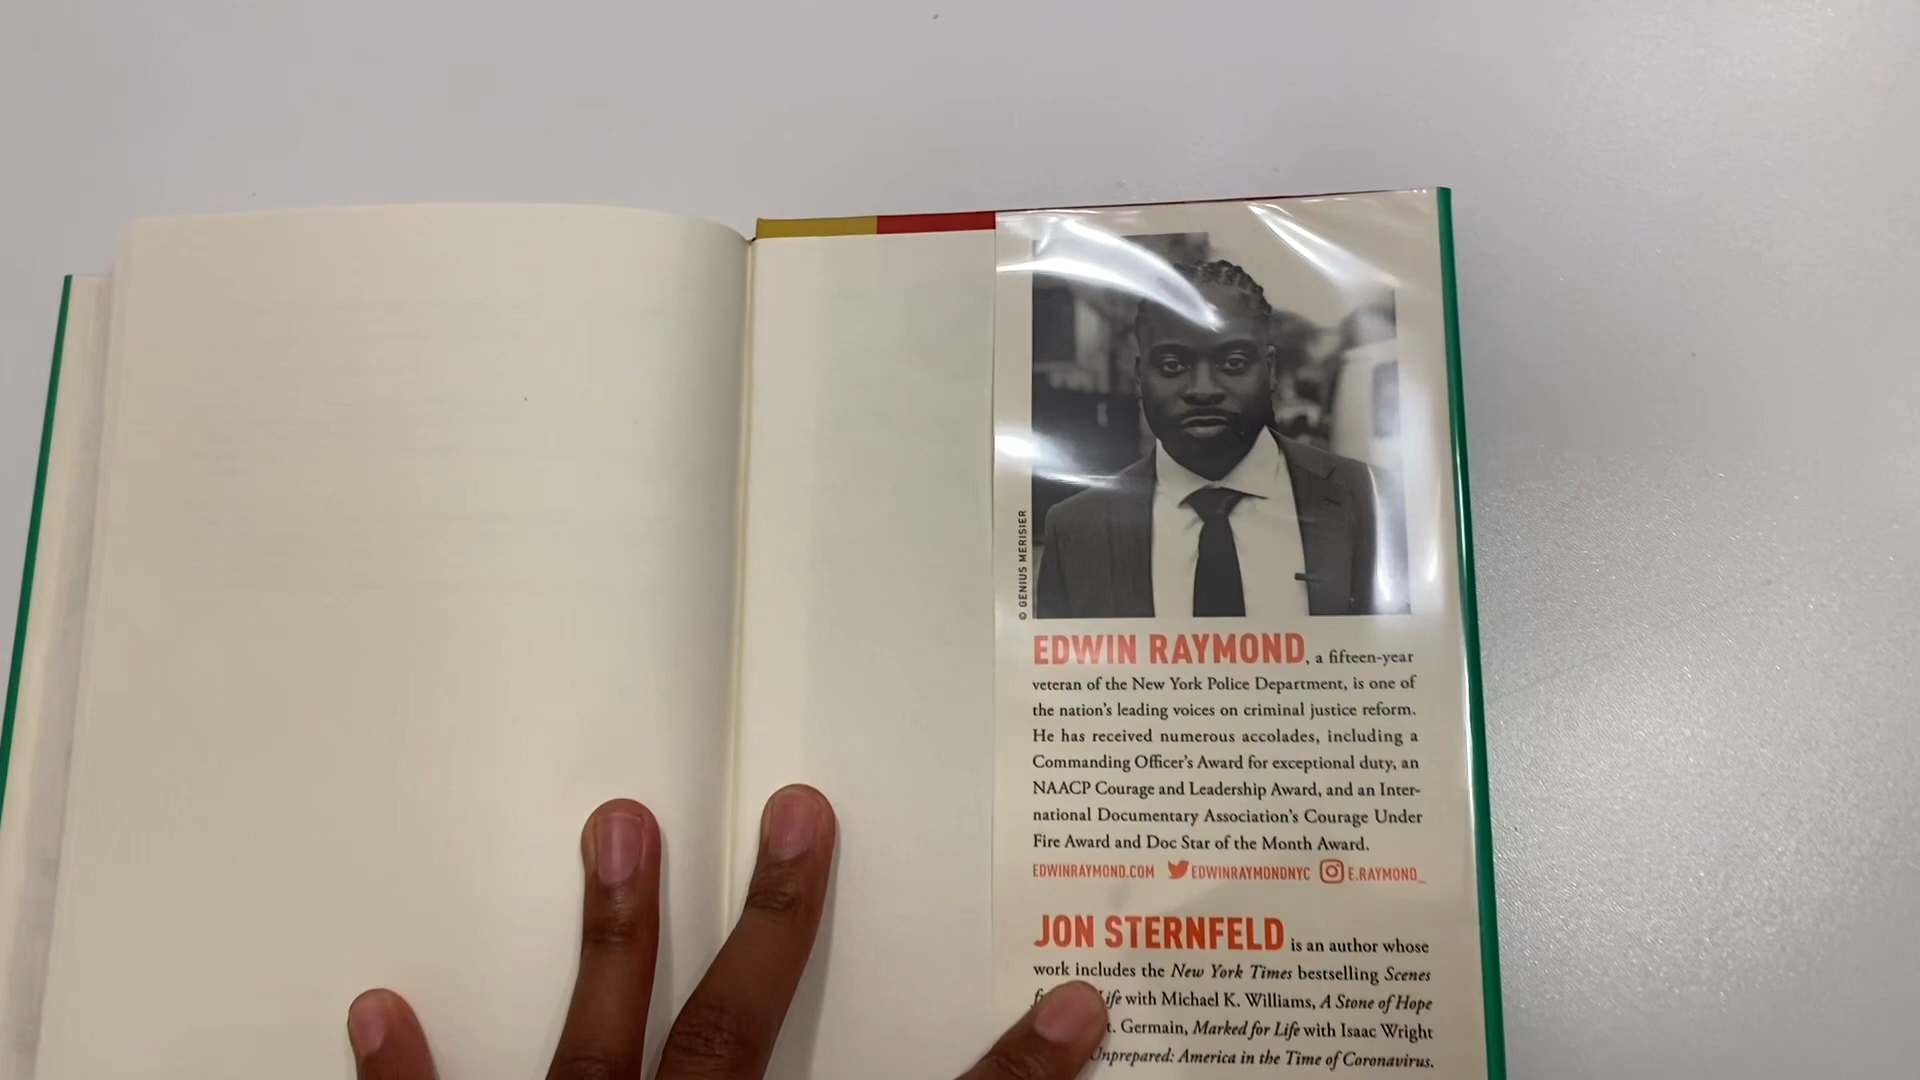 © GENIUS MERISIER
EDWIN RAYMOND, a fifteen-year
veteran of the New York Police Department, is one of
the nation's leading voices on criminal justice reform.
He has received numerous accolades, including a
Commanding Officer's Award for exceptional duty, an
NAACP Courage and Leadership Award, and an Inter-
national Documentary Association's Courage Under
Fire Award and Doc Star of the Month Award.
EDWINRAYMOND.COM EDWINRAYMONDNYC E.RAYMOND_
JON STERNFELD is an author whose
work includes the New York Times bestselling Scenes
with Michael K. Williams, A Stone of Hope
Germain, Marked for Life with Isaac Wright
Unprepared: America in the Time of Coronavirus.